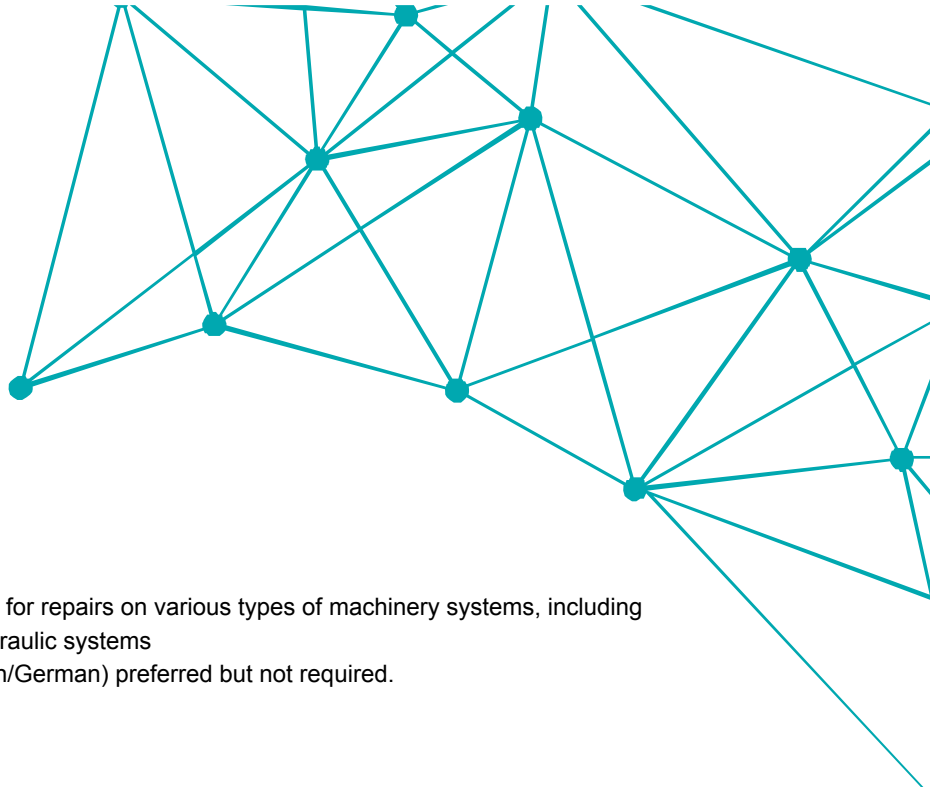 for repairs on various types of machinery systems, including
raulic systems
n/German) preferred but not required.